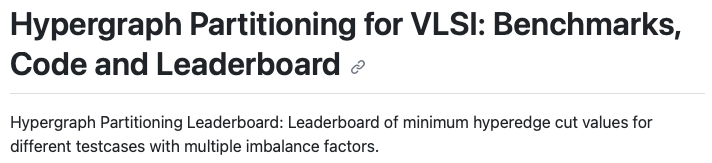 Hypergraph Partitioning for VLSI: Benchmarks,
Code and Leaderboard
Hypergraph Partitioning Leaderboard: Leaderboard of minimum hyperedge cut values for
different testcases with multiple imbalance factors.